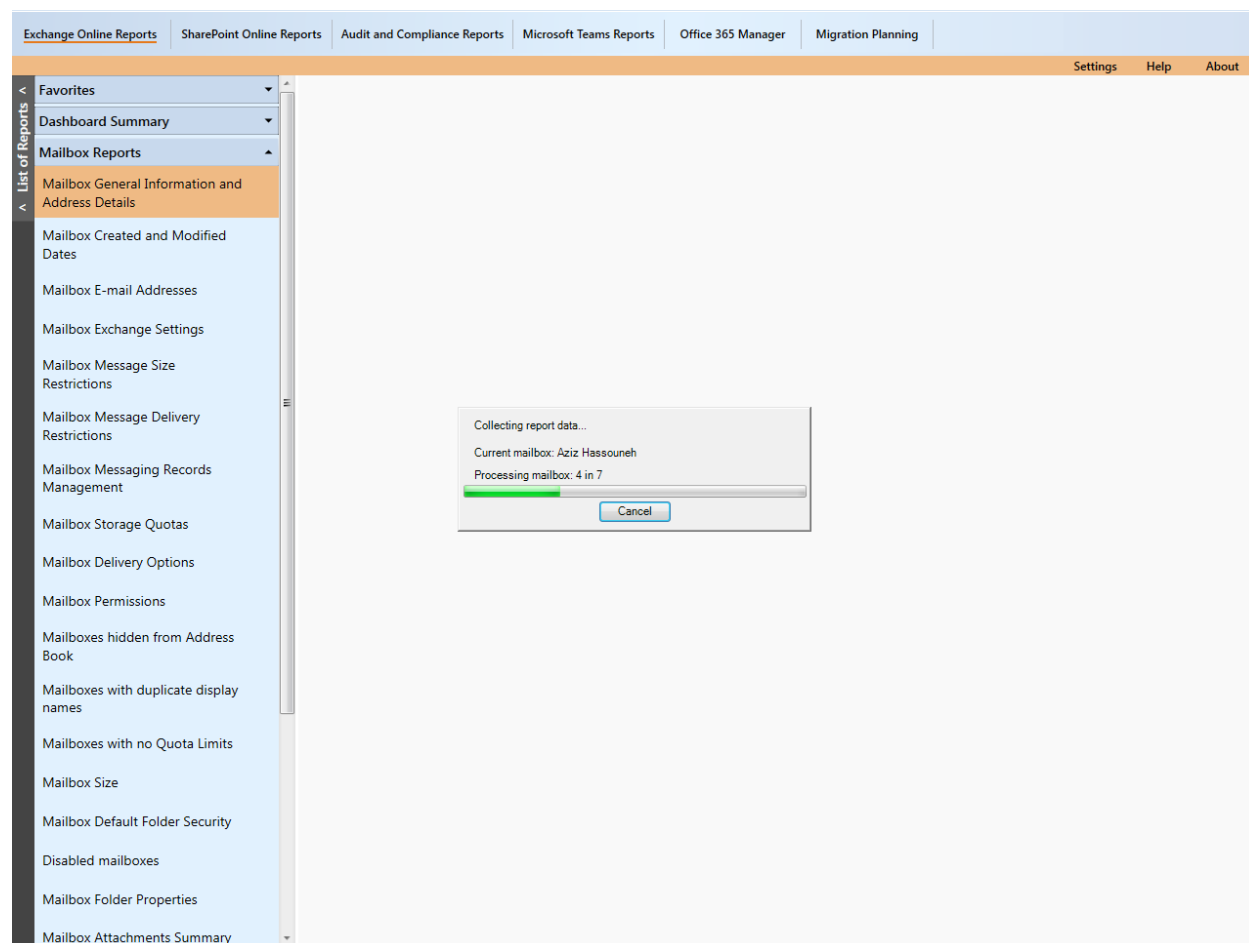 Exchange Online Reports
SharePoint Online Reports
Audit and Compliance Reports
Microsoft Teams Reports
Office 365 Manager
Migration Planning
Settings
Help
About
< List of Reports <
Favorites
Dashboard Summary
Mailbox Reports
Mailbox General Information and
Address Details
Mailbox Created and Modified
Dates
Mailbox E-mail Addresses
Mailbox Exchange Settings
Mailbox Message Size
Restrictions
Mailbox Message Delivery
Restrictions
Mailbox Messaging Records
Management
Mailbox Storage Quotas
Mailbox Delivery Options
Mailbox Permissions
Mailboxes hidden from Address
Book
Mailboxes with duplicate display
names
Mailboxes with no Quota Limits
Mailbox Size
Mailbox Default Folder Security
Disabled mailboxes
Mailbox Folder Properties
Mailbox Attachments Summary
Collecting report data...
Current mailbox: Aziz Hassouneh
Processing mailbox: 4 in 7
Cancel